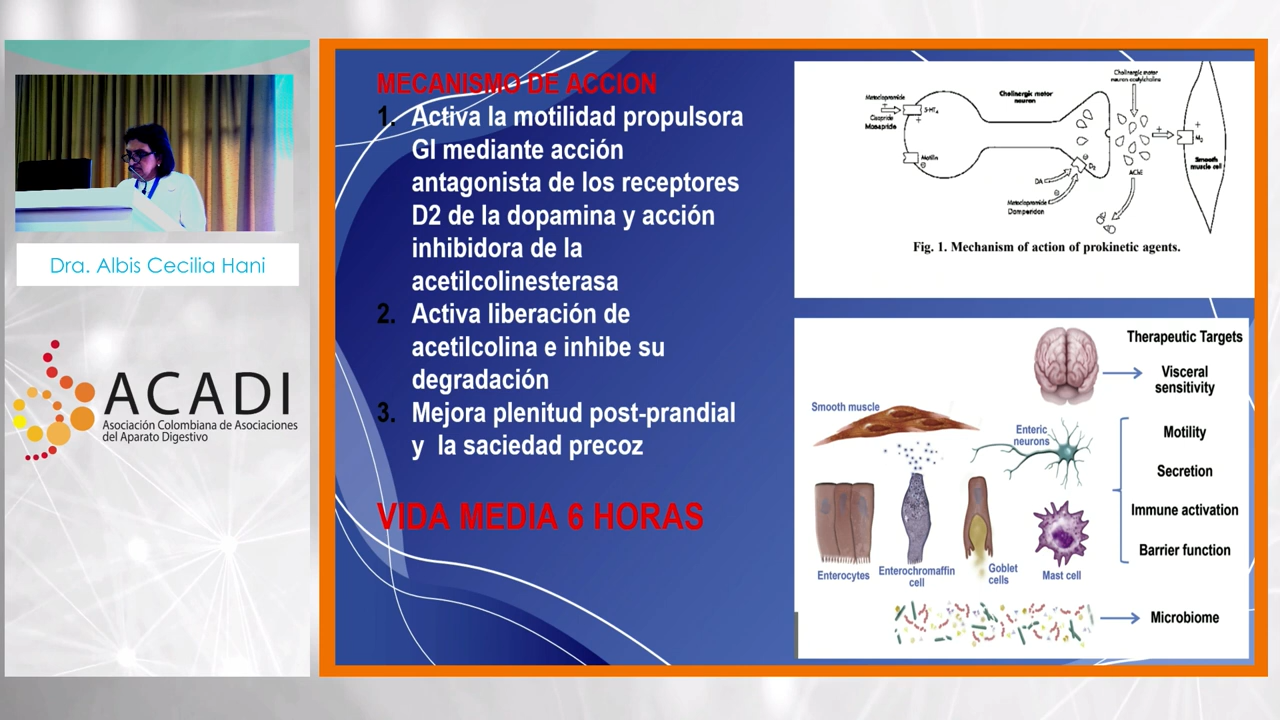 Dra. Albis Cecilia Hani
ACADI
Asociación Colombiana de Asociaciones
del Aparato Digestivo
MECANISMO DE ACCION
1. Activa la motilidad propulsora
GI mediante acción
antagonista de los receptores
D2 de la dopamina y acción
inhibidora de la
acetilcolinesterasa
2. Activa liberación de
acetilcolina e inhibe su
degradación
3. Mejora plenitud post-prandial
y la saciedad precoz
VIDA MEDIA 6 HORAS
Cholinergic motor
neuron acetylcholine
Metoclopramide
Cisapride
Mosapride
5-HT4
Motilin
Cholinergic motor
neuron
DA
D2
Metoclopramide
Domperidon
AChE
M3
Smooth
muscle cell
Fig. 1. Mechanism of action of prokinetic agents.
Therapeutic Targets
Visceral
sensitivity
Smooth muscle
Enteric
neurons
Motility
Secretion
Immune activation
Barrier function
Enterocytes
Enterochromaffin
cell
Goblet
cells
Mast cell
Microbiome